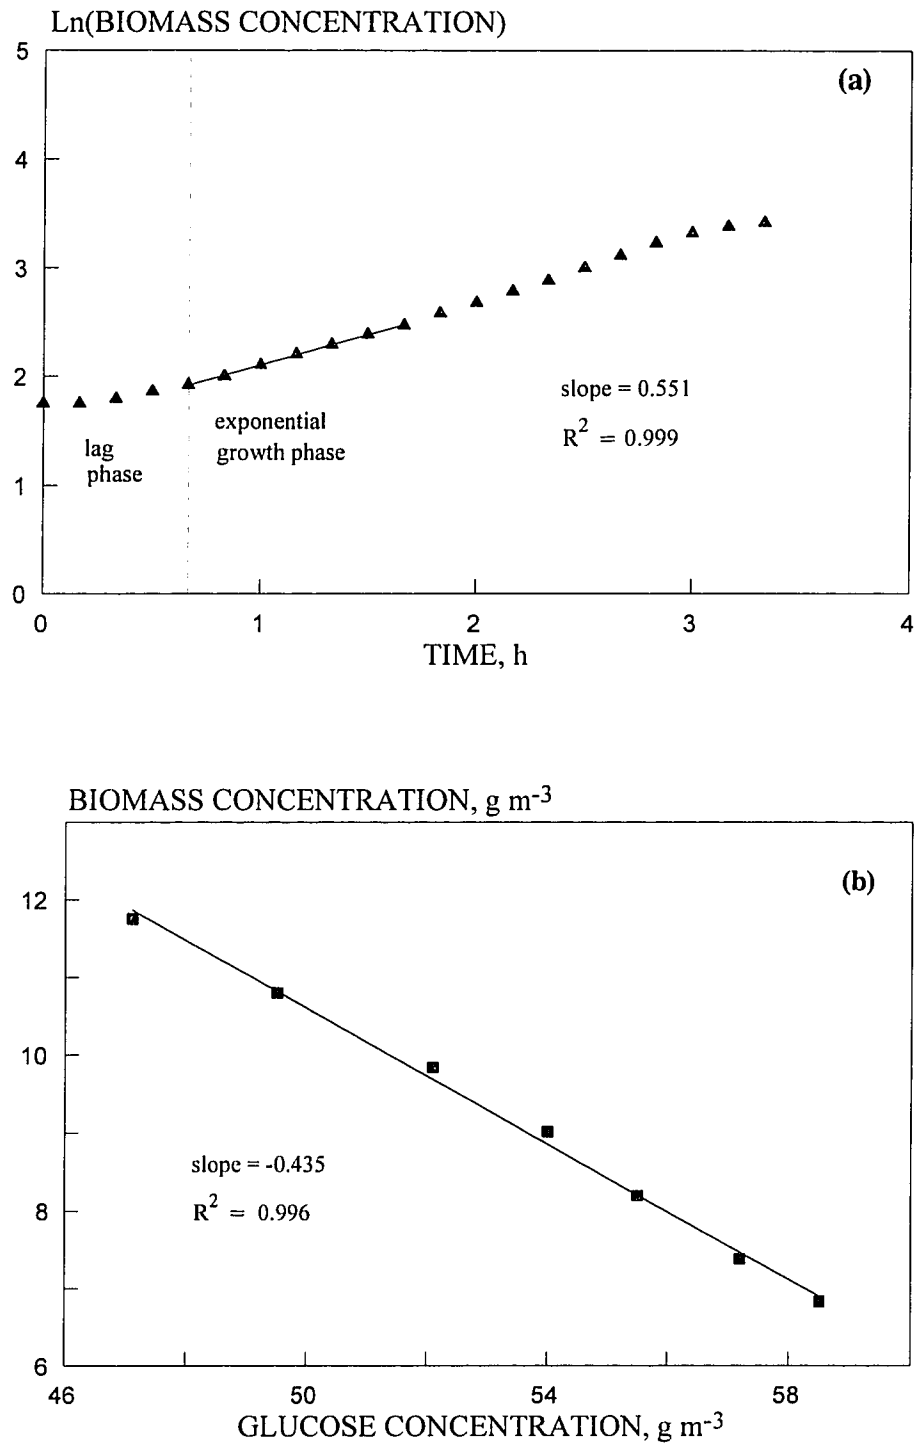 Ln(BIOMASS CONCENTRATION)
5
(a)
4
3
2
slope = 0.551
exponential
R² = 0.999
lag
growth phase
phase
1
0
0 1 2 3 4
TIME, h
BIOMASS CONCENTRATION, g m-3
(b)
12
10
slope = -0.435
R² = 0.996
8
6
46 50 54 58
GLUCOSE CONCENTRATION, g m-3